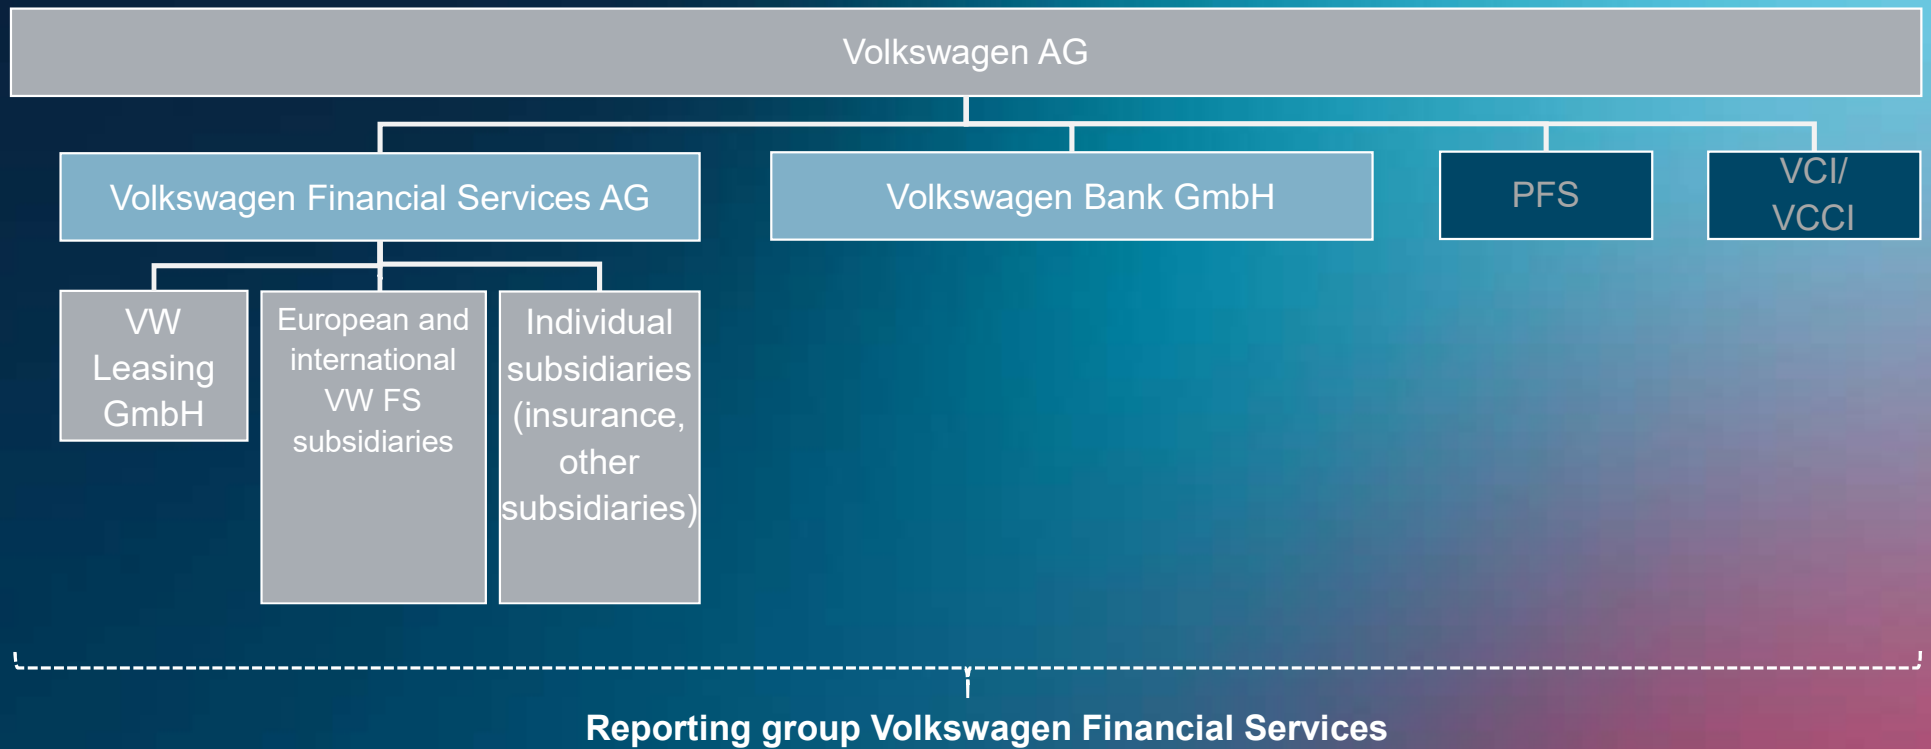 Volkswagen AG
Volkswagen Financial Services AG
Volkswagen Bank GmbH
PFS
VCI/
VCCI
VW
Leasing
GmbH
European and
international
VW FS
subsidiaries
Individual
subsidiaries
(insurance,
other
subsidiaries)
Reporting group Volkswagen Financial Services